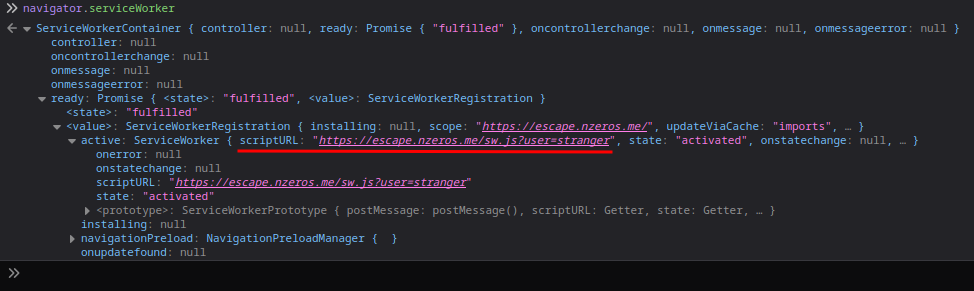 navigator.serviceWorker
ServiceWorkerContainer { controller: null, ready: Promise { "fulfilled" }, oncontrollerchange: null, onmessage: null, onmessageerror: null }
controller: null
oncontrollerchange: null
onmessage: null
onmessageerror: null
ready: Promise { <state>: "fulfilled", <value>: ServiceWorkerRegistration }
<state>: "fulfilled"
<value>: ServiceWorkerRegistration { installing: null, scope: "https://escape.nzeros.me/", updateViaCache: "imports", … }
active: ServiceWorker { scriptURL: "https://escape.nzeros.me/sw.js?user=stranger", state: "activated", onstatechange: null, … }
onerror: null
onstatechange: null
scriptURL: "https://escape.nzeros.me/sw.js?user=stranger"
state: "activated"
<prototype>: ServiceWorkerPrototype { postMessage: postMessage(), scriptURL: Getter, state: Getter, … }
installing: null
navigationPreload: NavigationPreloadManager {  }
onupdatefound: null